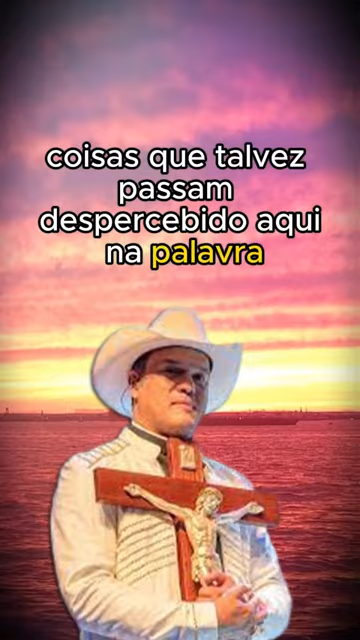 coisas que talvez
passam
despercebido aqui
na palavra